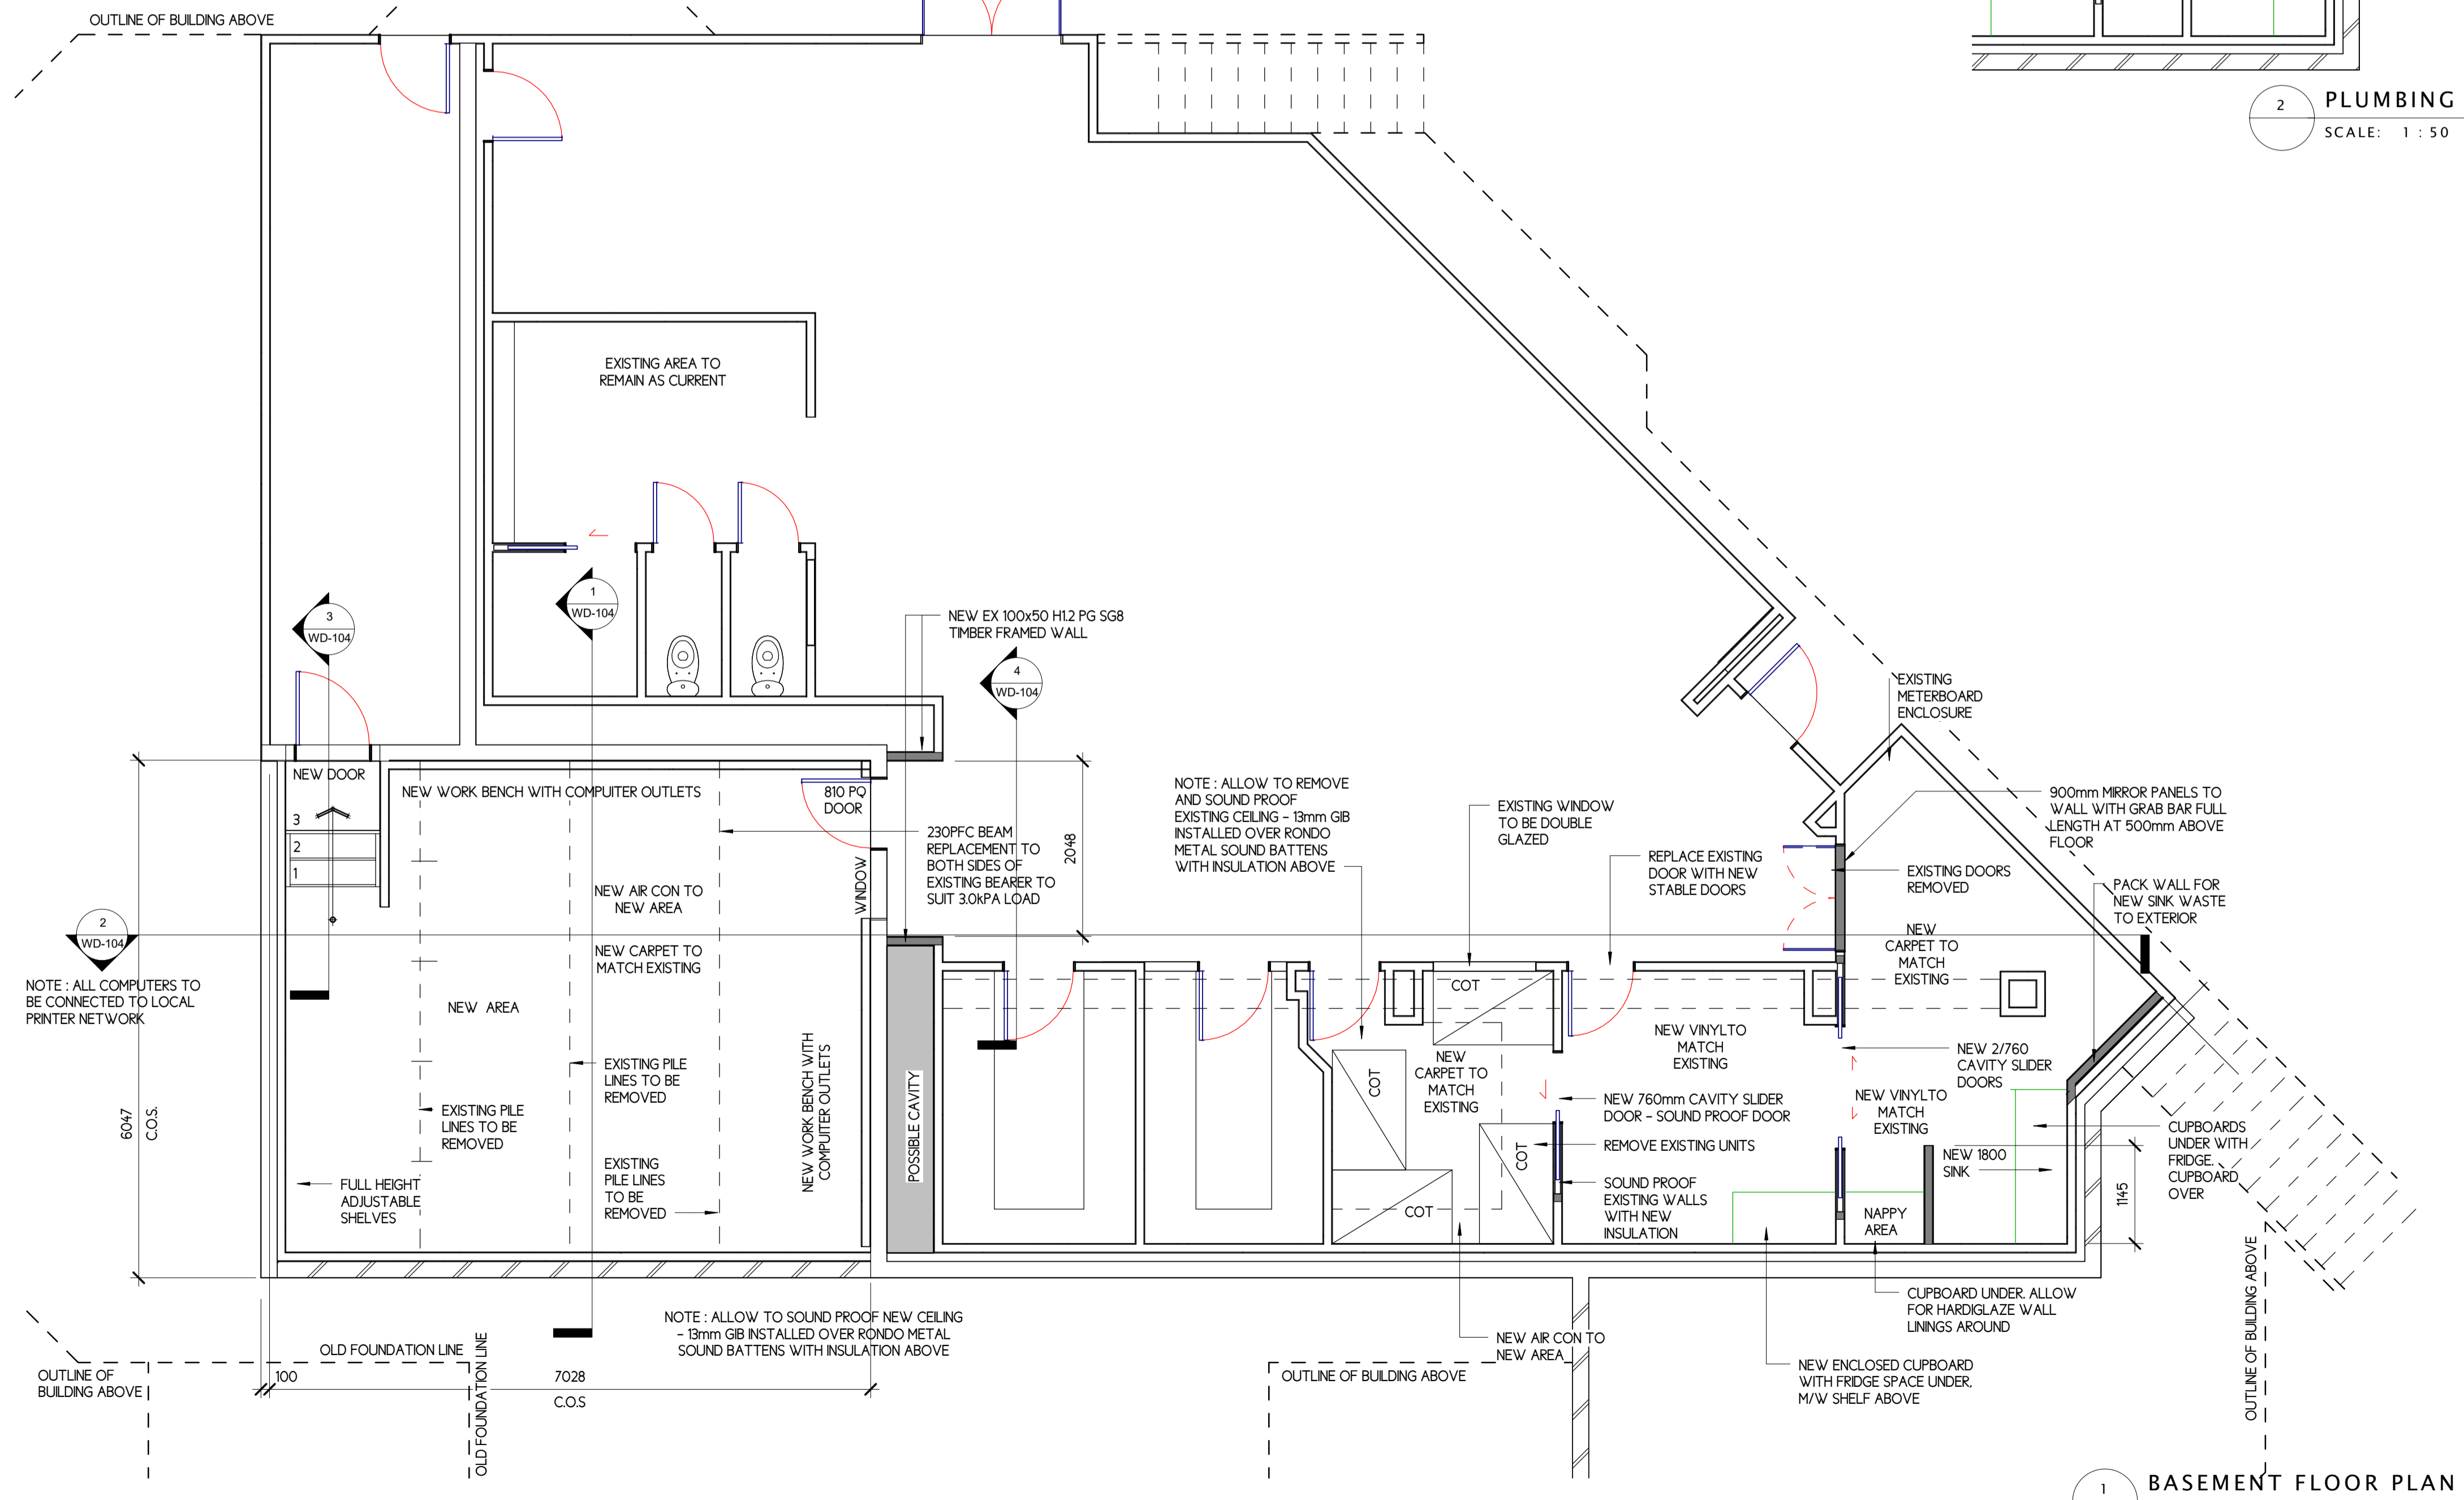 OUTLINE OF BUILDING ABOVE
2
PLUMBING
SCALE: 1 : 50
EXISTING AREA TO
REMAIN AS CURRENT
3
WD-104
1
WD-104
NEW EX 100x50 H1.2 PG SG8
TIMBER FRAMED WALL
4
WD-104
EXISTING
METERBOARD
ENCLOSURE
NEW DOOR
3
2
1
NEW WORK BENCH WITH COMPUITER OUTLETS
810 PQ
DOOR
WINDOW
230PFC BEAM
REPLACEMENT TO
BOTH SIDES OF
EXISTING BEARER TO
SUIT 3.0kPA LOAD
2048
NOTE : ALLOW TO REMOVE
AND SOUND PROOF
EXISTING CEILING - 13mm GIB
INSTALLED OVER RONDO
METAL SOUND BATTENS
WITH INSULATION ABOVE
EXISTING WINDOW
TO BE DOUBLE
GLAZED
REPLACE EXISTING
DOOR WITH NEW
STABLE DOORS
900mm MIRROR PANELS TO
WALL WITH GRAB BAR FULL
LENGTH AT 500mm ABOVE
FLOOR
EXISTING DOORS
REMOVED
PACK WALL FOR
NEW SINK WASTE
TO EXTERIOR
NEW AIR CON TO
NEW AREA
NEW CARPET TO
MATCH EXISTING
2
WD-104
NOTE : ALL COMPUTERS TO
BE CONNECTED TO LOCAL
PRINTER NETWORK
NEW AREA
NEW
CARPET TO
MATCH
EXISTING
COT
COT
NEW
CARPET TO
MATCH
EXISTING
COT
COT
NEW VINYLTO
MATCH
EXISTING
NEW 2/760
CAVITY SLIDER
DOORS
NEW VINYLTO
MATCH
EXISTING
NEW 760mm CAVITY SLIDER
DOOR - SOUND PROOF DOOR
REMOVE EXISTING UNITS
SOUND PROOF
EXISTING WALLS
WITH NEW
INSULATION
6047
C.O.S.
EXISTING PILE
LINES TO BE
REMOVED
EXISTING PILE
LINES TO BE
REMOVED
EXISTING
PILE LINES
TO BE
REMOVED
FULL HEIGHT
ADJUSTABLE
SHELVES
NEW WORK BENCH WITH
COMPUITER OUTLETS
POSSIBLE CAVITY
NEW 1800
SINK
NAPPY
AREA
1145
CUPBOARDS
UNDER WITH
FRIDGE.
CUPBOARD
OVER
CUPBOARD UNDER. ALLOW
FOR HARDIGLAZE WALL
LININGS AROUND
NOTE : ALLOW TO SOUND PROOF NEW CEILING
- 13mm GIB INSTALLED OVER RONDO METAL
SOUND BATTENS WITH INSULATION ABOVE
NEW AIR CON TO
NEW AREA
NEW ENCLOSED CUPBOARD
WITH FRIDGE SPACE UNDER,
M/W SHELF ABOVE
OLD FOUNDATION LINE
OLD FOUNDATION LINE
OUTLINE OF
BUILDING ABOVE
100
7028
C.O.S
OUTLINE OF BUILDING ABOVE
OUTLINE OF BUILDING ABOVE
1
BASEMENT FLOOR PLAN